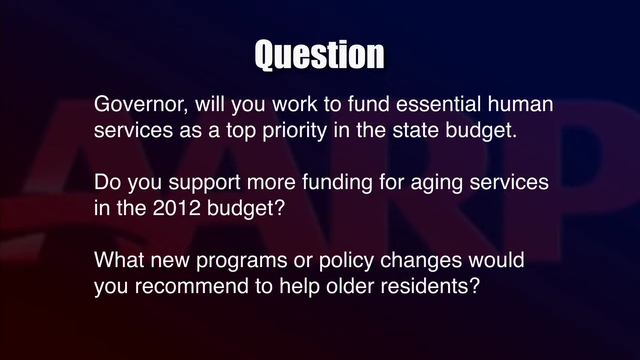 Question
Governor, will you work to fund essential human
services as a top priority in the state budget.
Do you support more funding for aging services
in the 2012 budget?
What new programs or policy changes would
you recommend to help older residents?
AARP